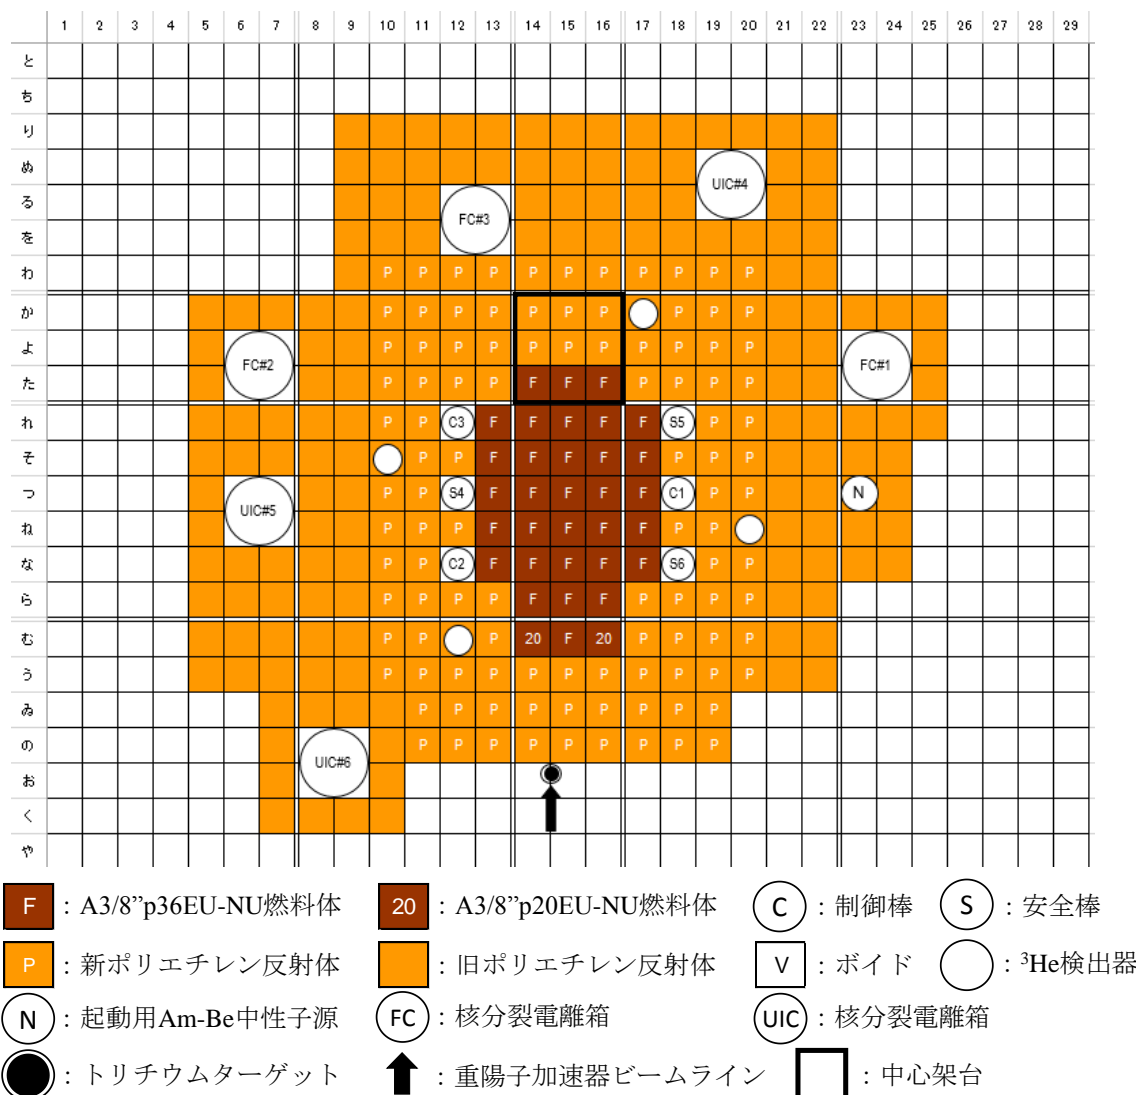 1 2 3 4 5 6 7 8 9 10 11 12 13 14 15 16 17 18 19 20 21 22 23 24 25 26 27 28 29
と
ち
り
ぬ UIC#4
る FC#3
を
わ P P P P P P P P P P P
か P P P P P P P P P P
よ P P P P P P P P P P P
FC#2 FC#1
た P P P P F F F P P P P
れ P P C3 F F F F F S5 P P
そ P P F F F F F P P P
つ P P S4 F F F F F C1 P P N
UIC#5
ね P P P F F F F F P P
な P P C2 F F F F F S6 P P
ら P P P P F F F P P P P
む P P P 20 F 20 P P P P
う P P P P P P P P P P P
ゐ P P P P P P P P P
の P P P P P P P P P
UIC#6
お
く
や
F : A3/8”p36EU-NU燃料体 20 : A3/8”p20EU-NU燃料体 C : 制御棒 S : 安全棒
P : 新ポリエチレン反射体 : 旧ポリエチレン反射体 V : ボイド : ³He検出器
N : 起動用Am-Be中性子源 FC : 核分裂電離箱 UIC : 核分裂電離箱
: トリチウムターゲット : 重陽子加速器ビームライン : 中心架台